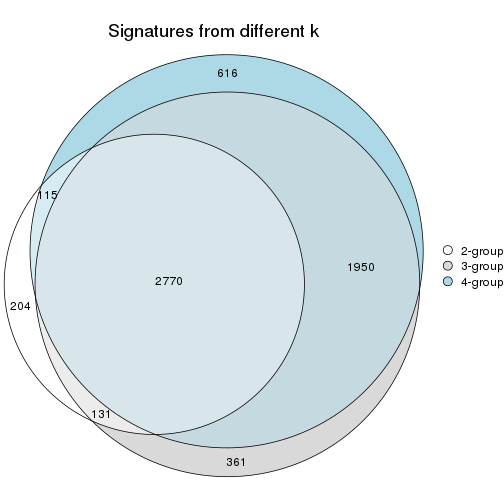 Signatures from different k
616
115
1950
2770
204
131
361
2-group
3-group
4-group